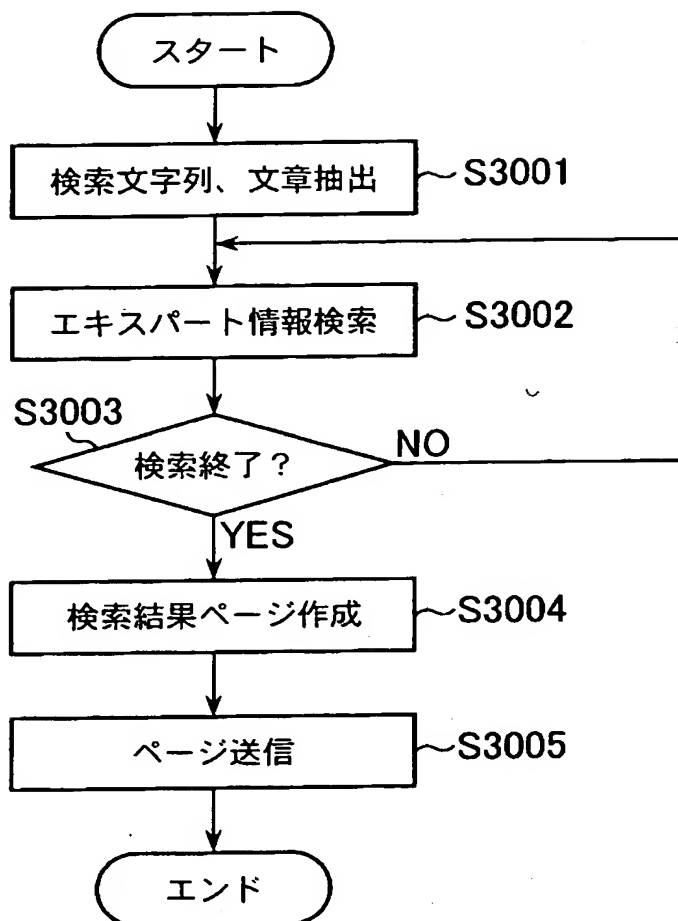 スタート
検索文字列、文章抽出
S3001
エキスパート情報検索
S3002
S3003
検索終了？
NO
YES
検索結果ページ作成
S3004
ページ送信
S3005
エンド